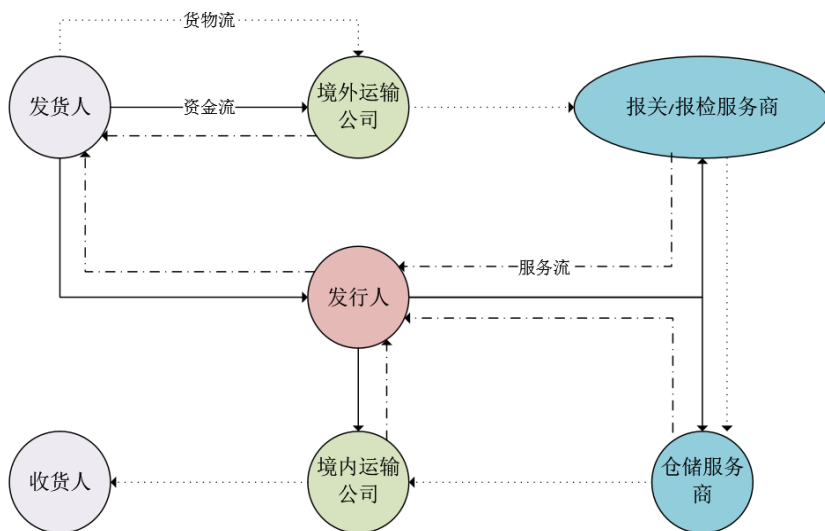 货物流
发货人
资金流
境外运输
公司
报关/报检服务商
服务流
发行人
收货人
境内运输
公司
仓储服务
商